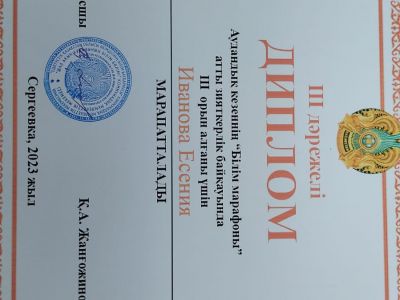 III дәрежелі
ДИПЛОМ
Аудандық кезеңнің “Білім марафоны”
атты зияткерлік байқауында
III орын алғаны үшін
Иванова Есения
МАРАПАТТАЛАДЫ
К.А. Жангожино
Сергеевка, 2023 жыл